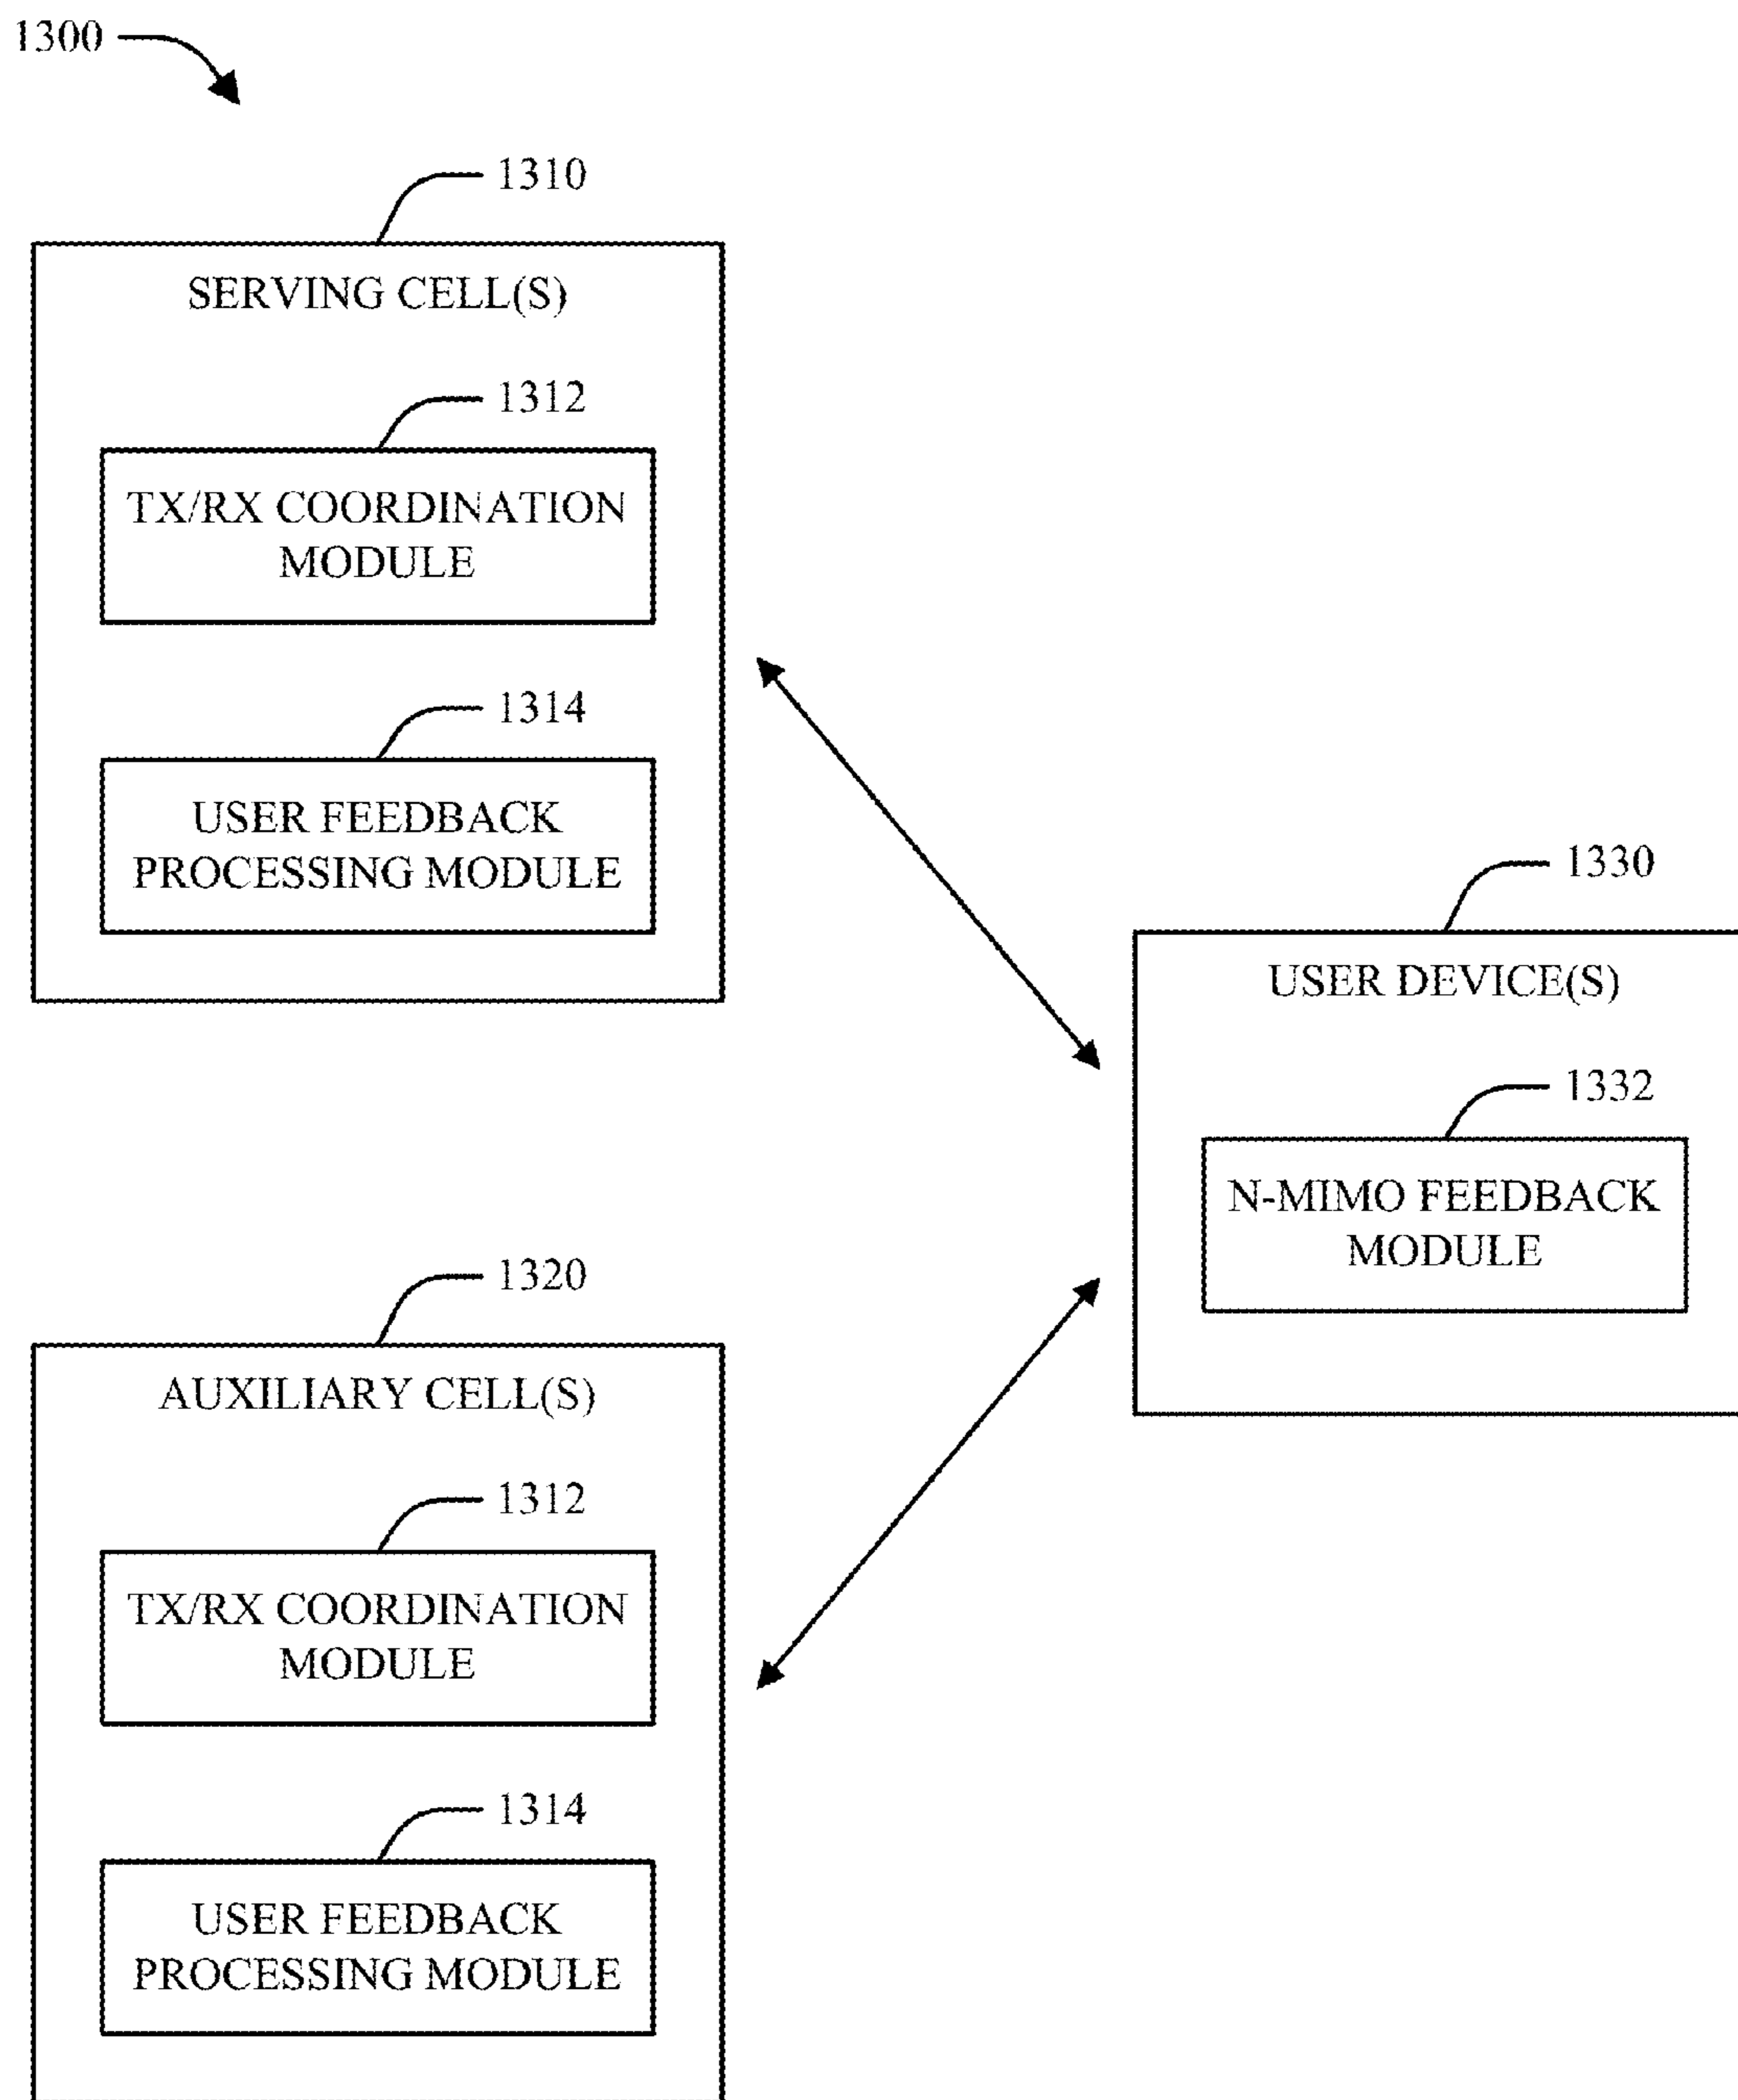 1300
1310
SERVING CELL(S)
1312
TX/RX COORDINATION
MODULE
1314
USER FEEDBACK
PROCESSING MODULE
1330
USER DEVICE(S)
1332
N-MIMO FEEDBACK
MODULE
1320
AUXILIARY CELL(S)
1312
TX/RX COORDINATION
MODULE
1314
USER FEEDBACK
PROCESSING MODULE